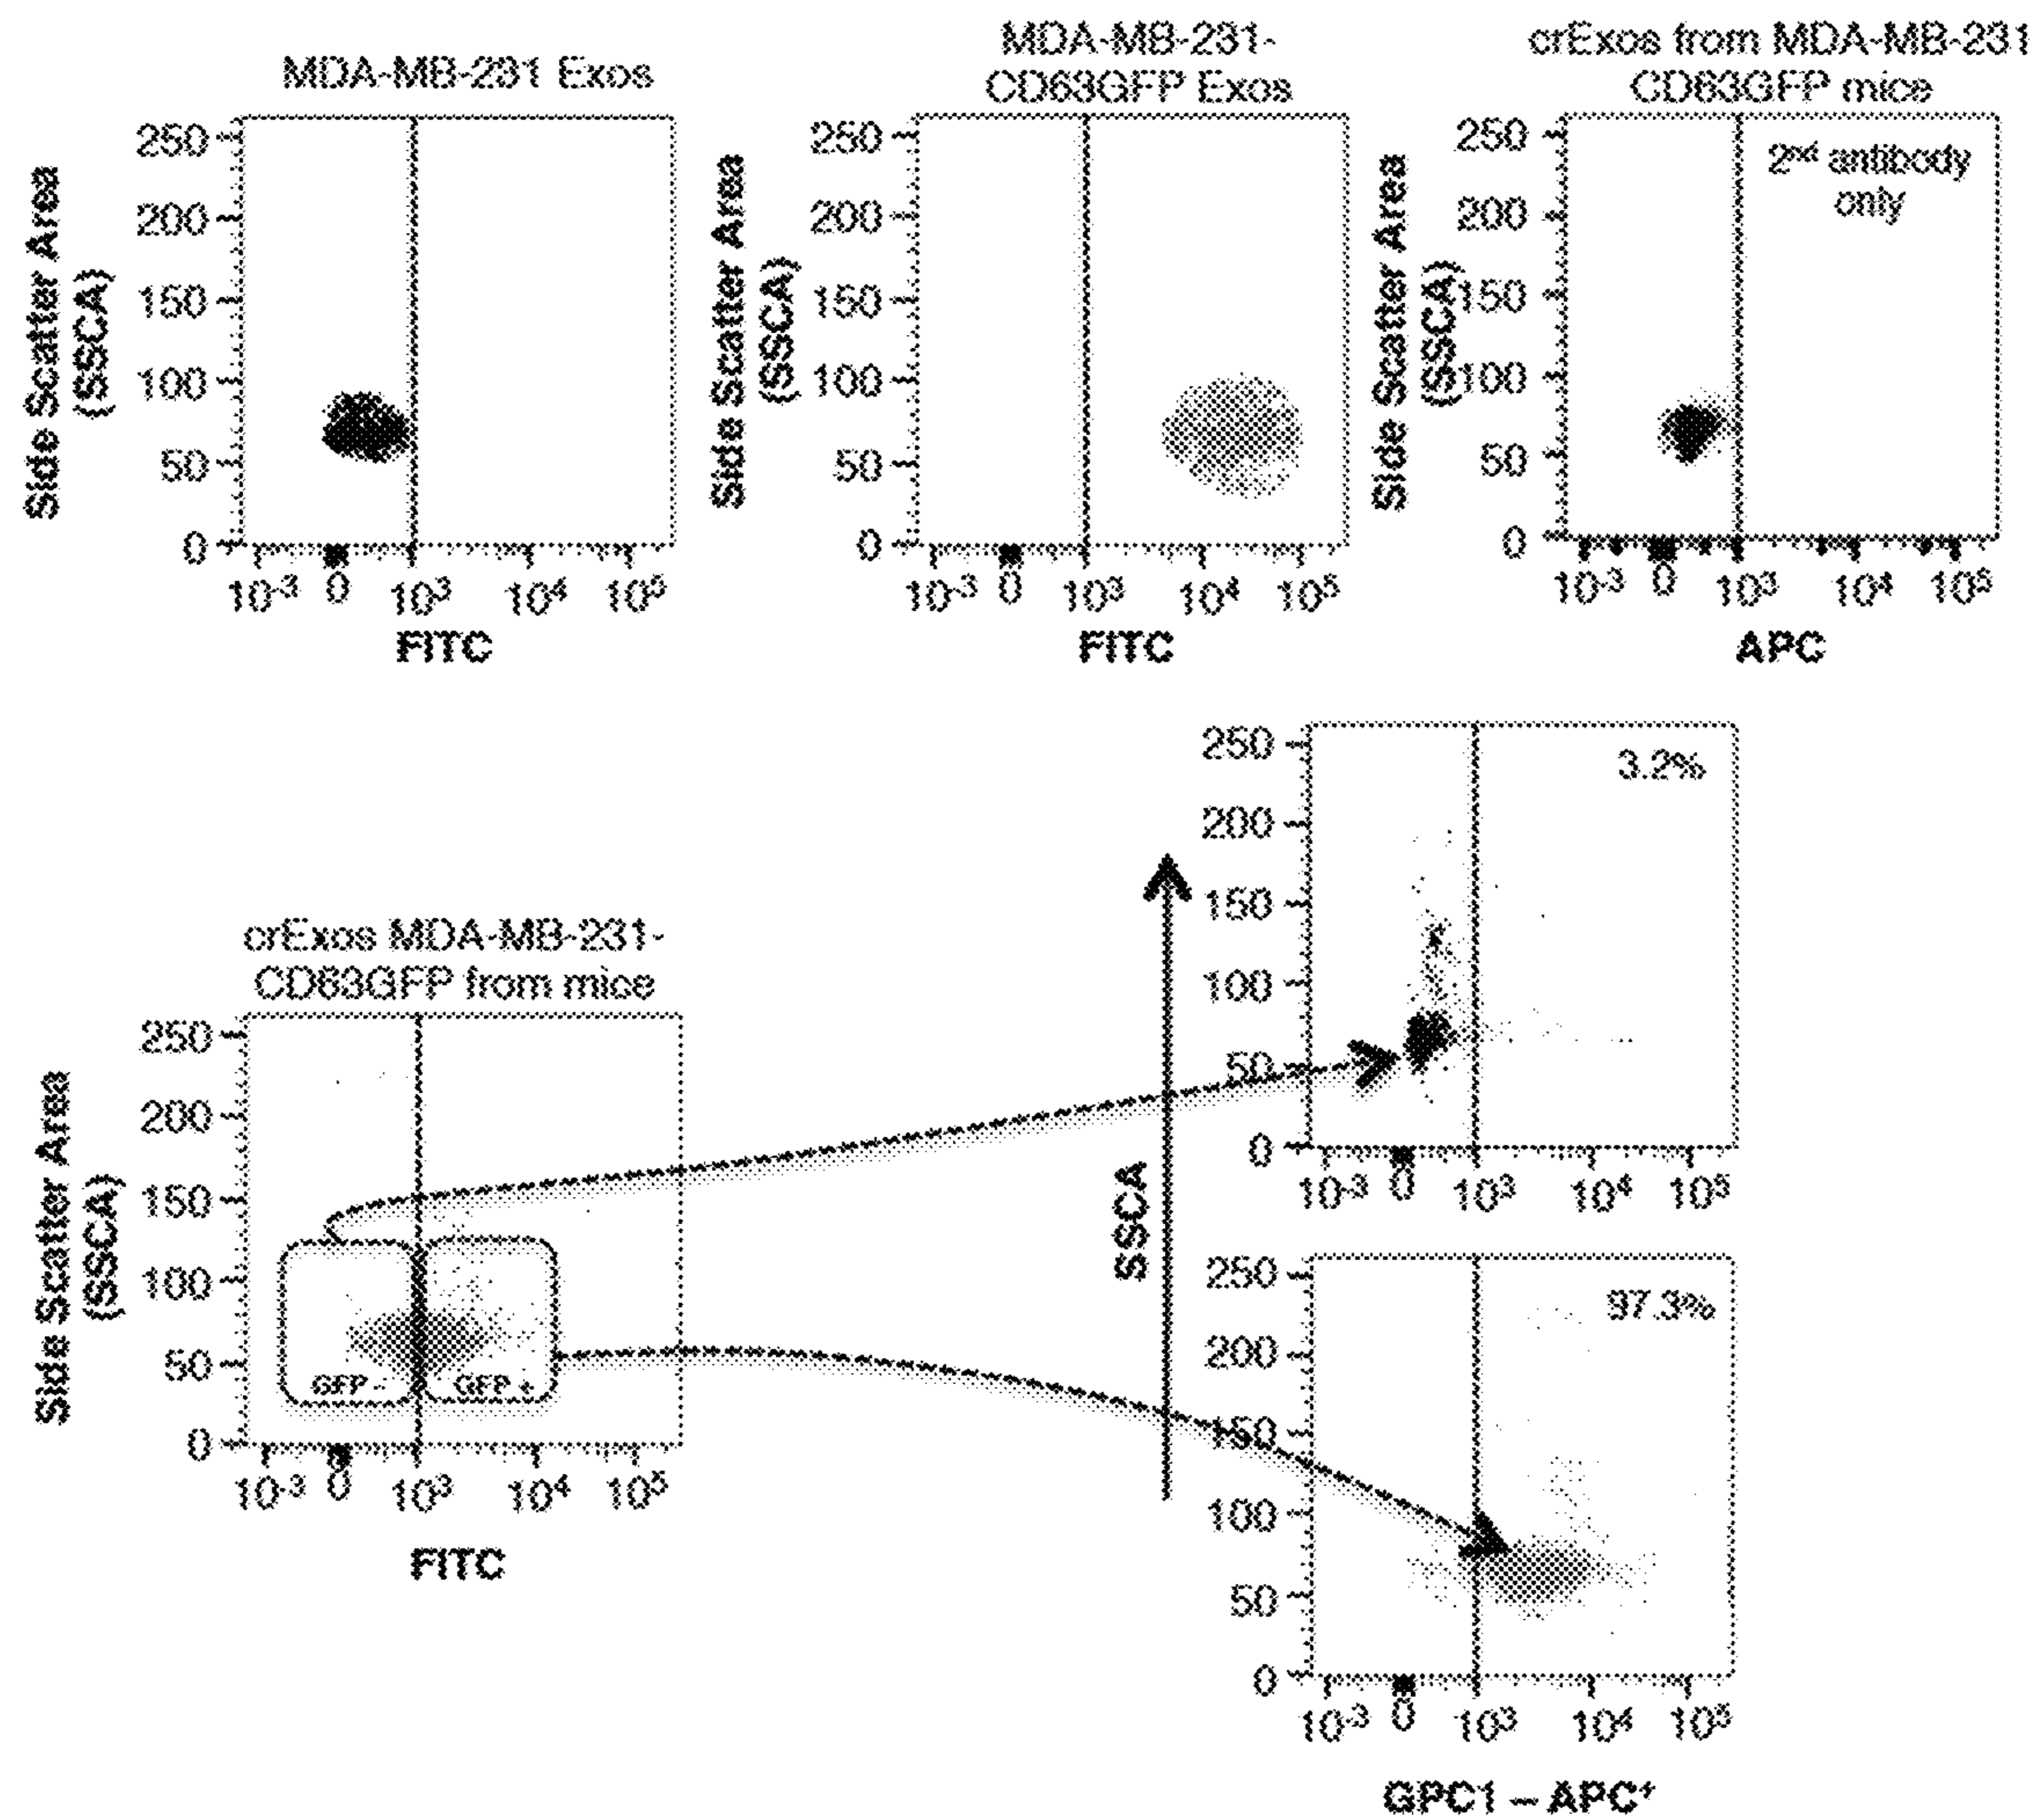 MDA-MB-231 Exos
MDA-MB-231-
CD63GFP Exos
crExos from MDA-MB-231
CD63GFP mice
Side Scatter Area
(SSCA)
250
200
150
100
50
0
10-3 0 10³ 10⁴ 10⁵
FITC
Side Scatter Area
(SSCA)
250
200
150
100
50
0
10-3 0 10³ 10⁴ 10⁵
FITC
Side Scatter Area
(SSCA)
250
200
150
100
50
0
2nd antibody
only
10-3 0 10³ 10⁴ 10⁵
APC
crExos MDA-MB-231-
CD63GFP from mice
Side Scatter Area
(SSCA)
250
200
150
100
50
0
GFP - GFP +
10-3 0 10³ 10⁴ 10⁵
FITC
SSCA
250
200
150
100
50
0
3.2%
10-3 0 10³ 10⁴ 10⁵
250
200
150
100
50
0
97.3%
10-3 0 10³ 10⁴ 10⁵
GPC1 – APC⁺